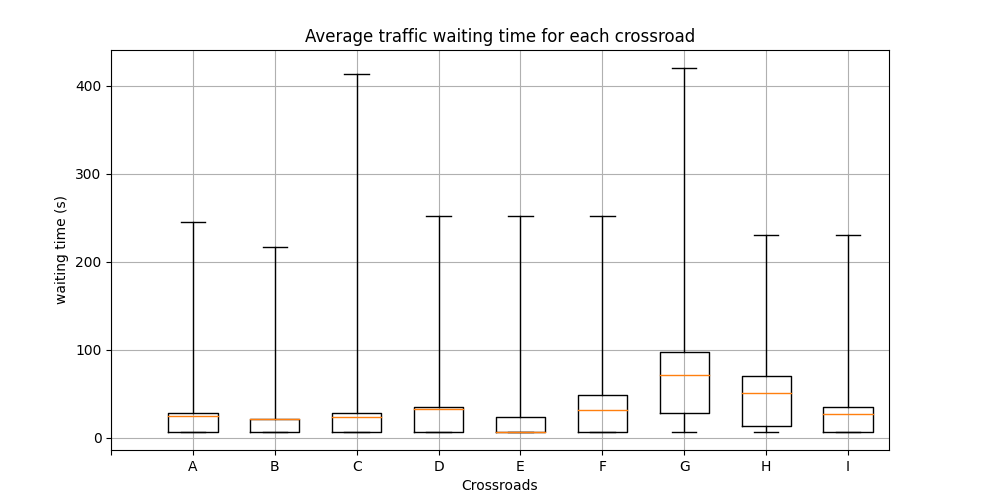 Average traffic waiting time for each crossroad
waiting time (s)
400
300
200
100
0
A B C D E F G H I
Crossroads